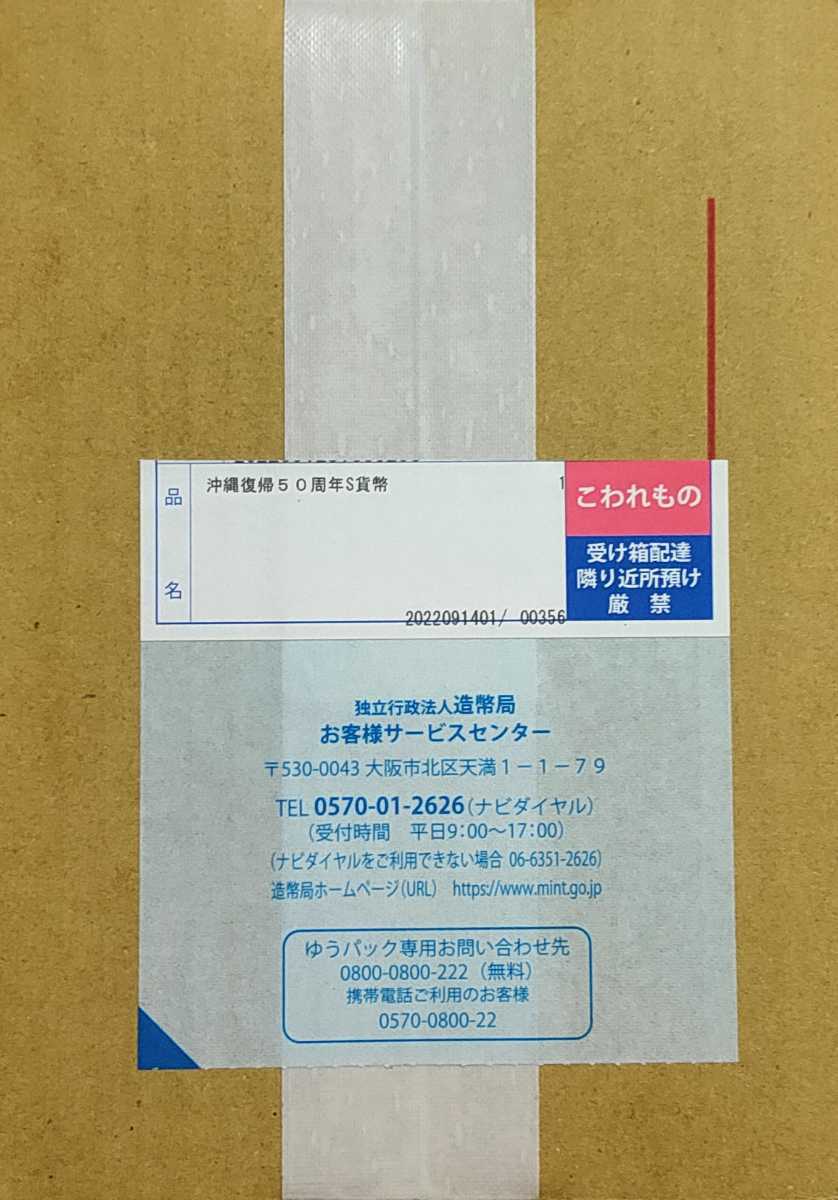 品名
沖縄復帰５０周年S貨幣 1
2022091401/ 00356
こわれもの
受け箱配達
隣り近所預け
厳 禁
独立行政法人造幣局
お客様サービスセンター
〒530-0043 大阪市北区天満１－１－７９
TEL 0570-01-2626(ナビダイヤル)
(受付時間 平日9:00～17:00)
(ナビダイヤルをご利用できない場合 06-6351-2626)
造幣局ホームページ(URL) https://www.mint.go.jp
ゆうパック専用お問い合わせ先
0800-0800-222 (無料)
携帯電話ご利用のお客様
0570-0800-22